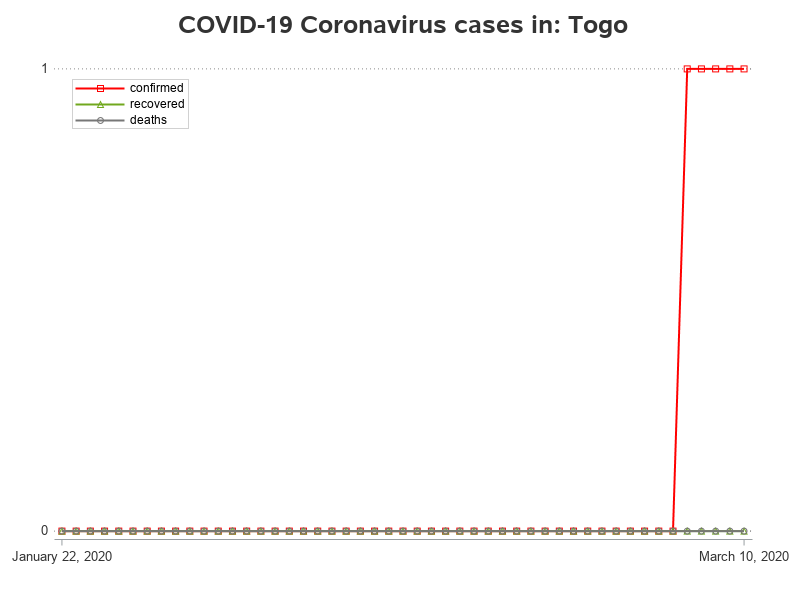 COVID-19 Coronavirus cases in: Togo
1
confirmed
recovered
deaths
0
January 22, 2020
March 10, 2020